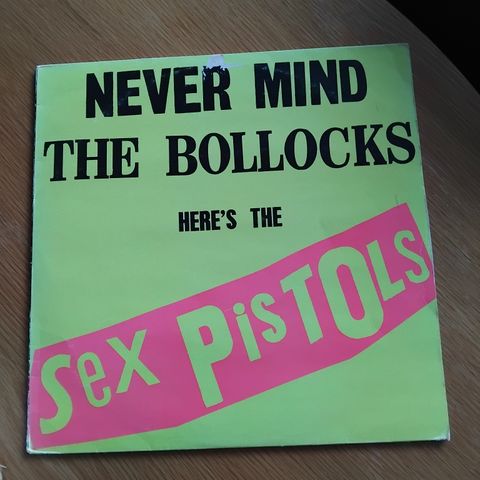 NEVER MIND
THE BOLLOCKS
HERE'S THE
Sex PisTOLs